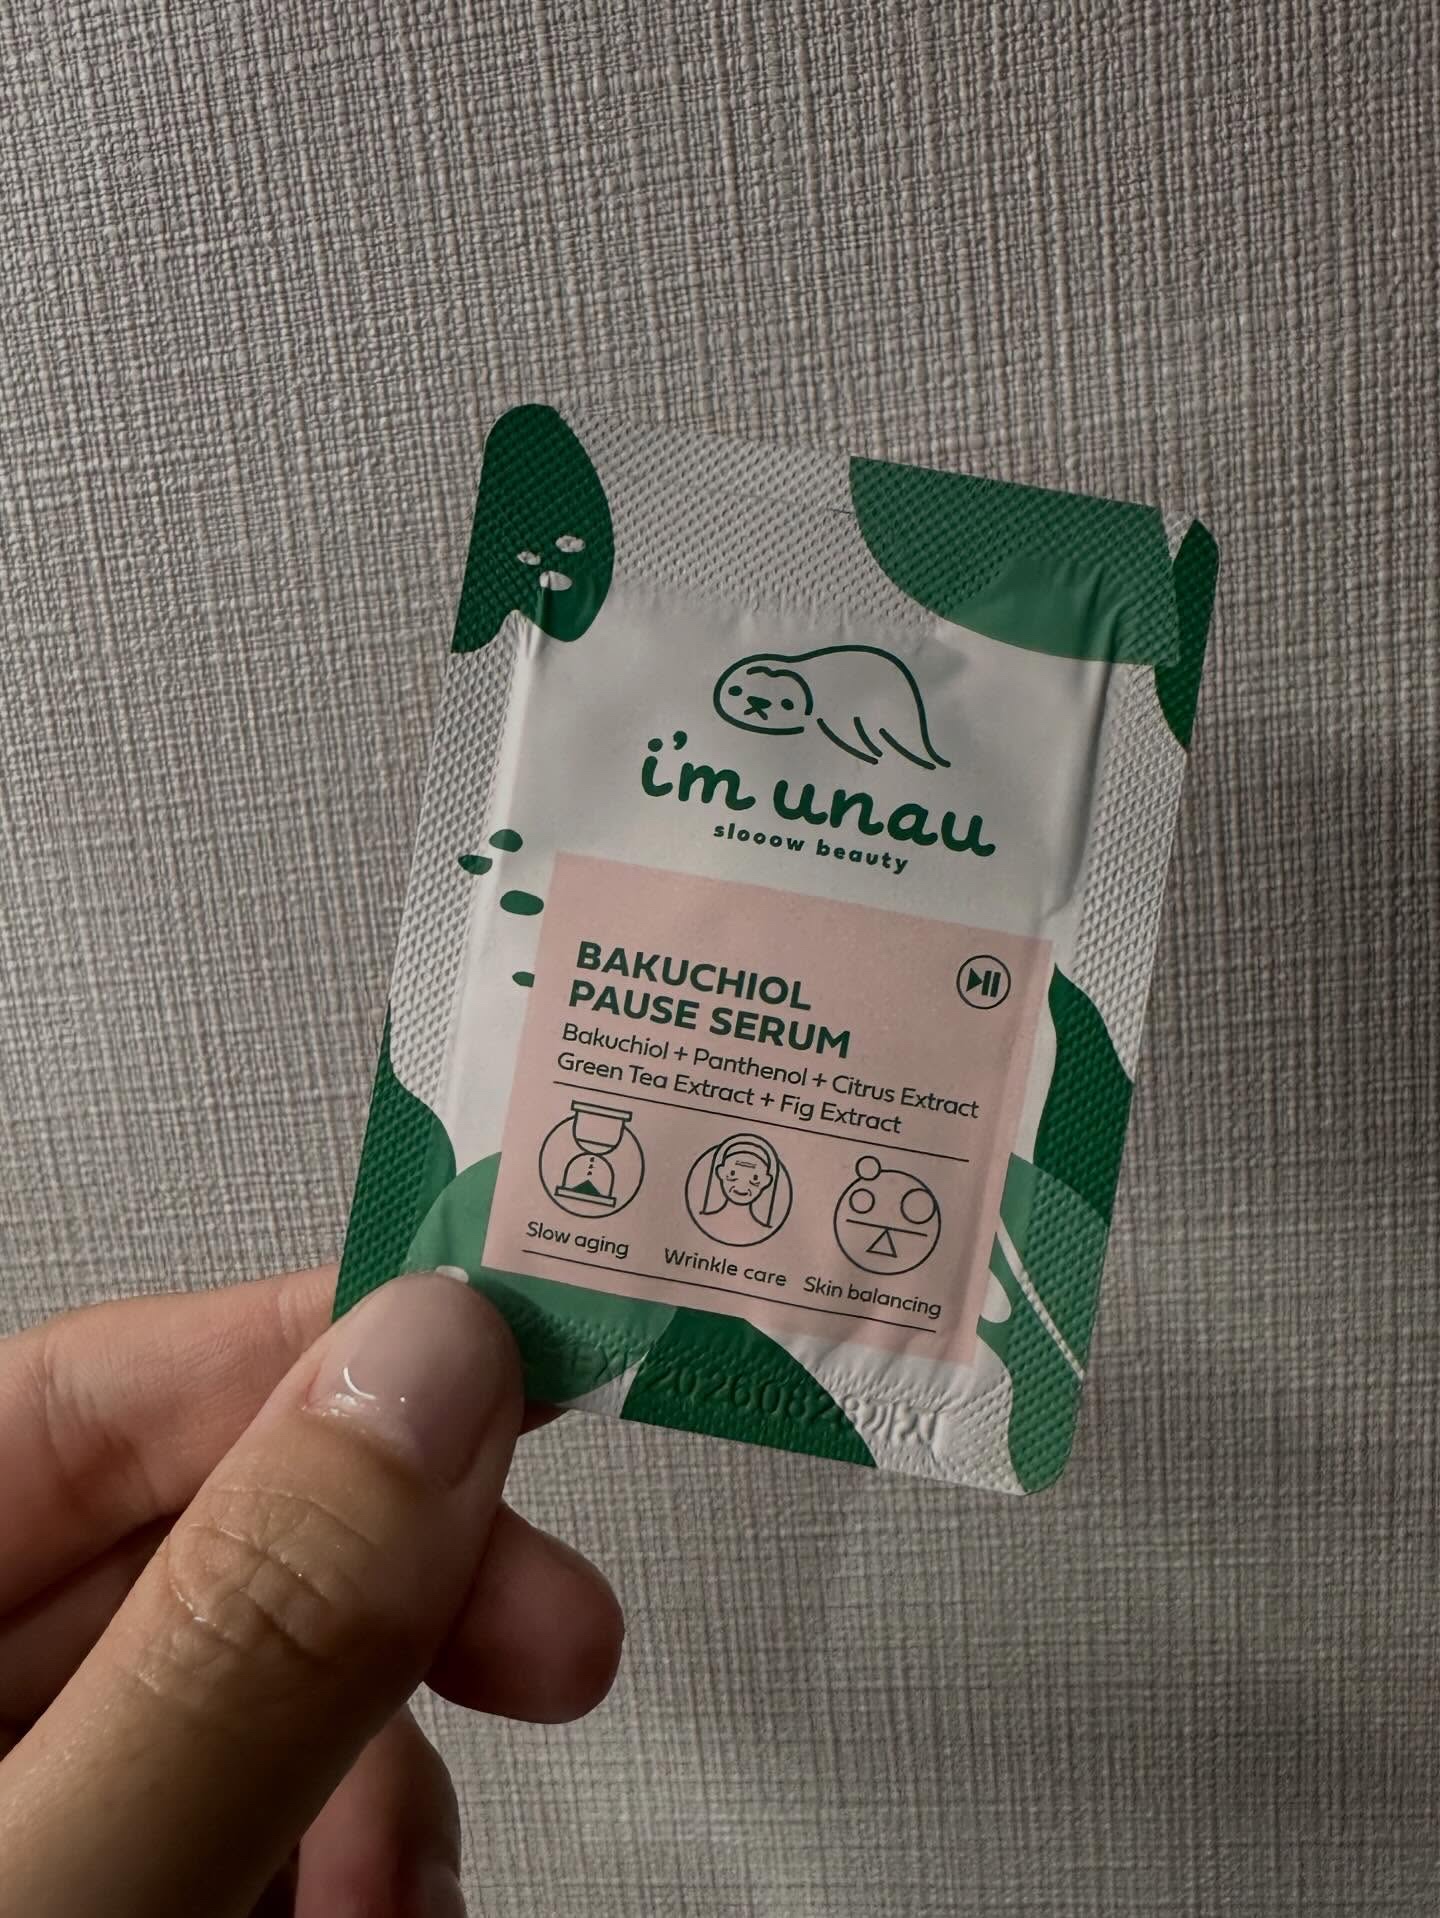 i'm unau
slooow beauty
BAKUCHIOL
PAUSE SERUM
Bakuchiol + Panthenol + Citrus Extract
Green Tea Extract + Fig Extract
Slow aging
Wrinkle care
Skin balancing